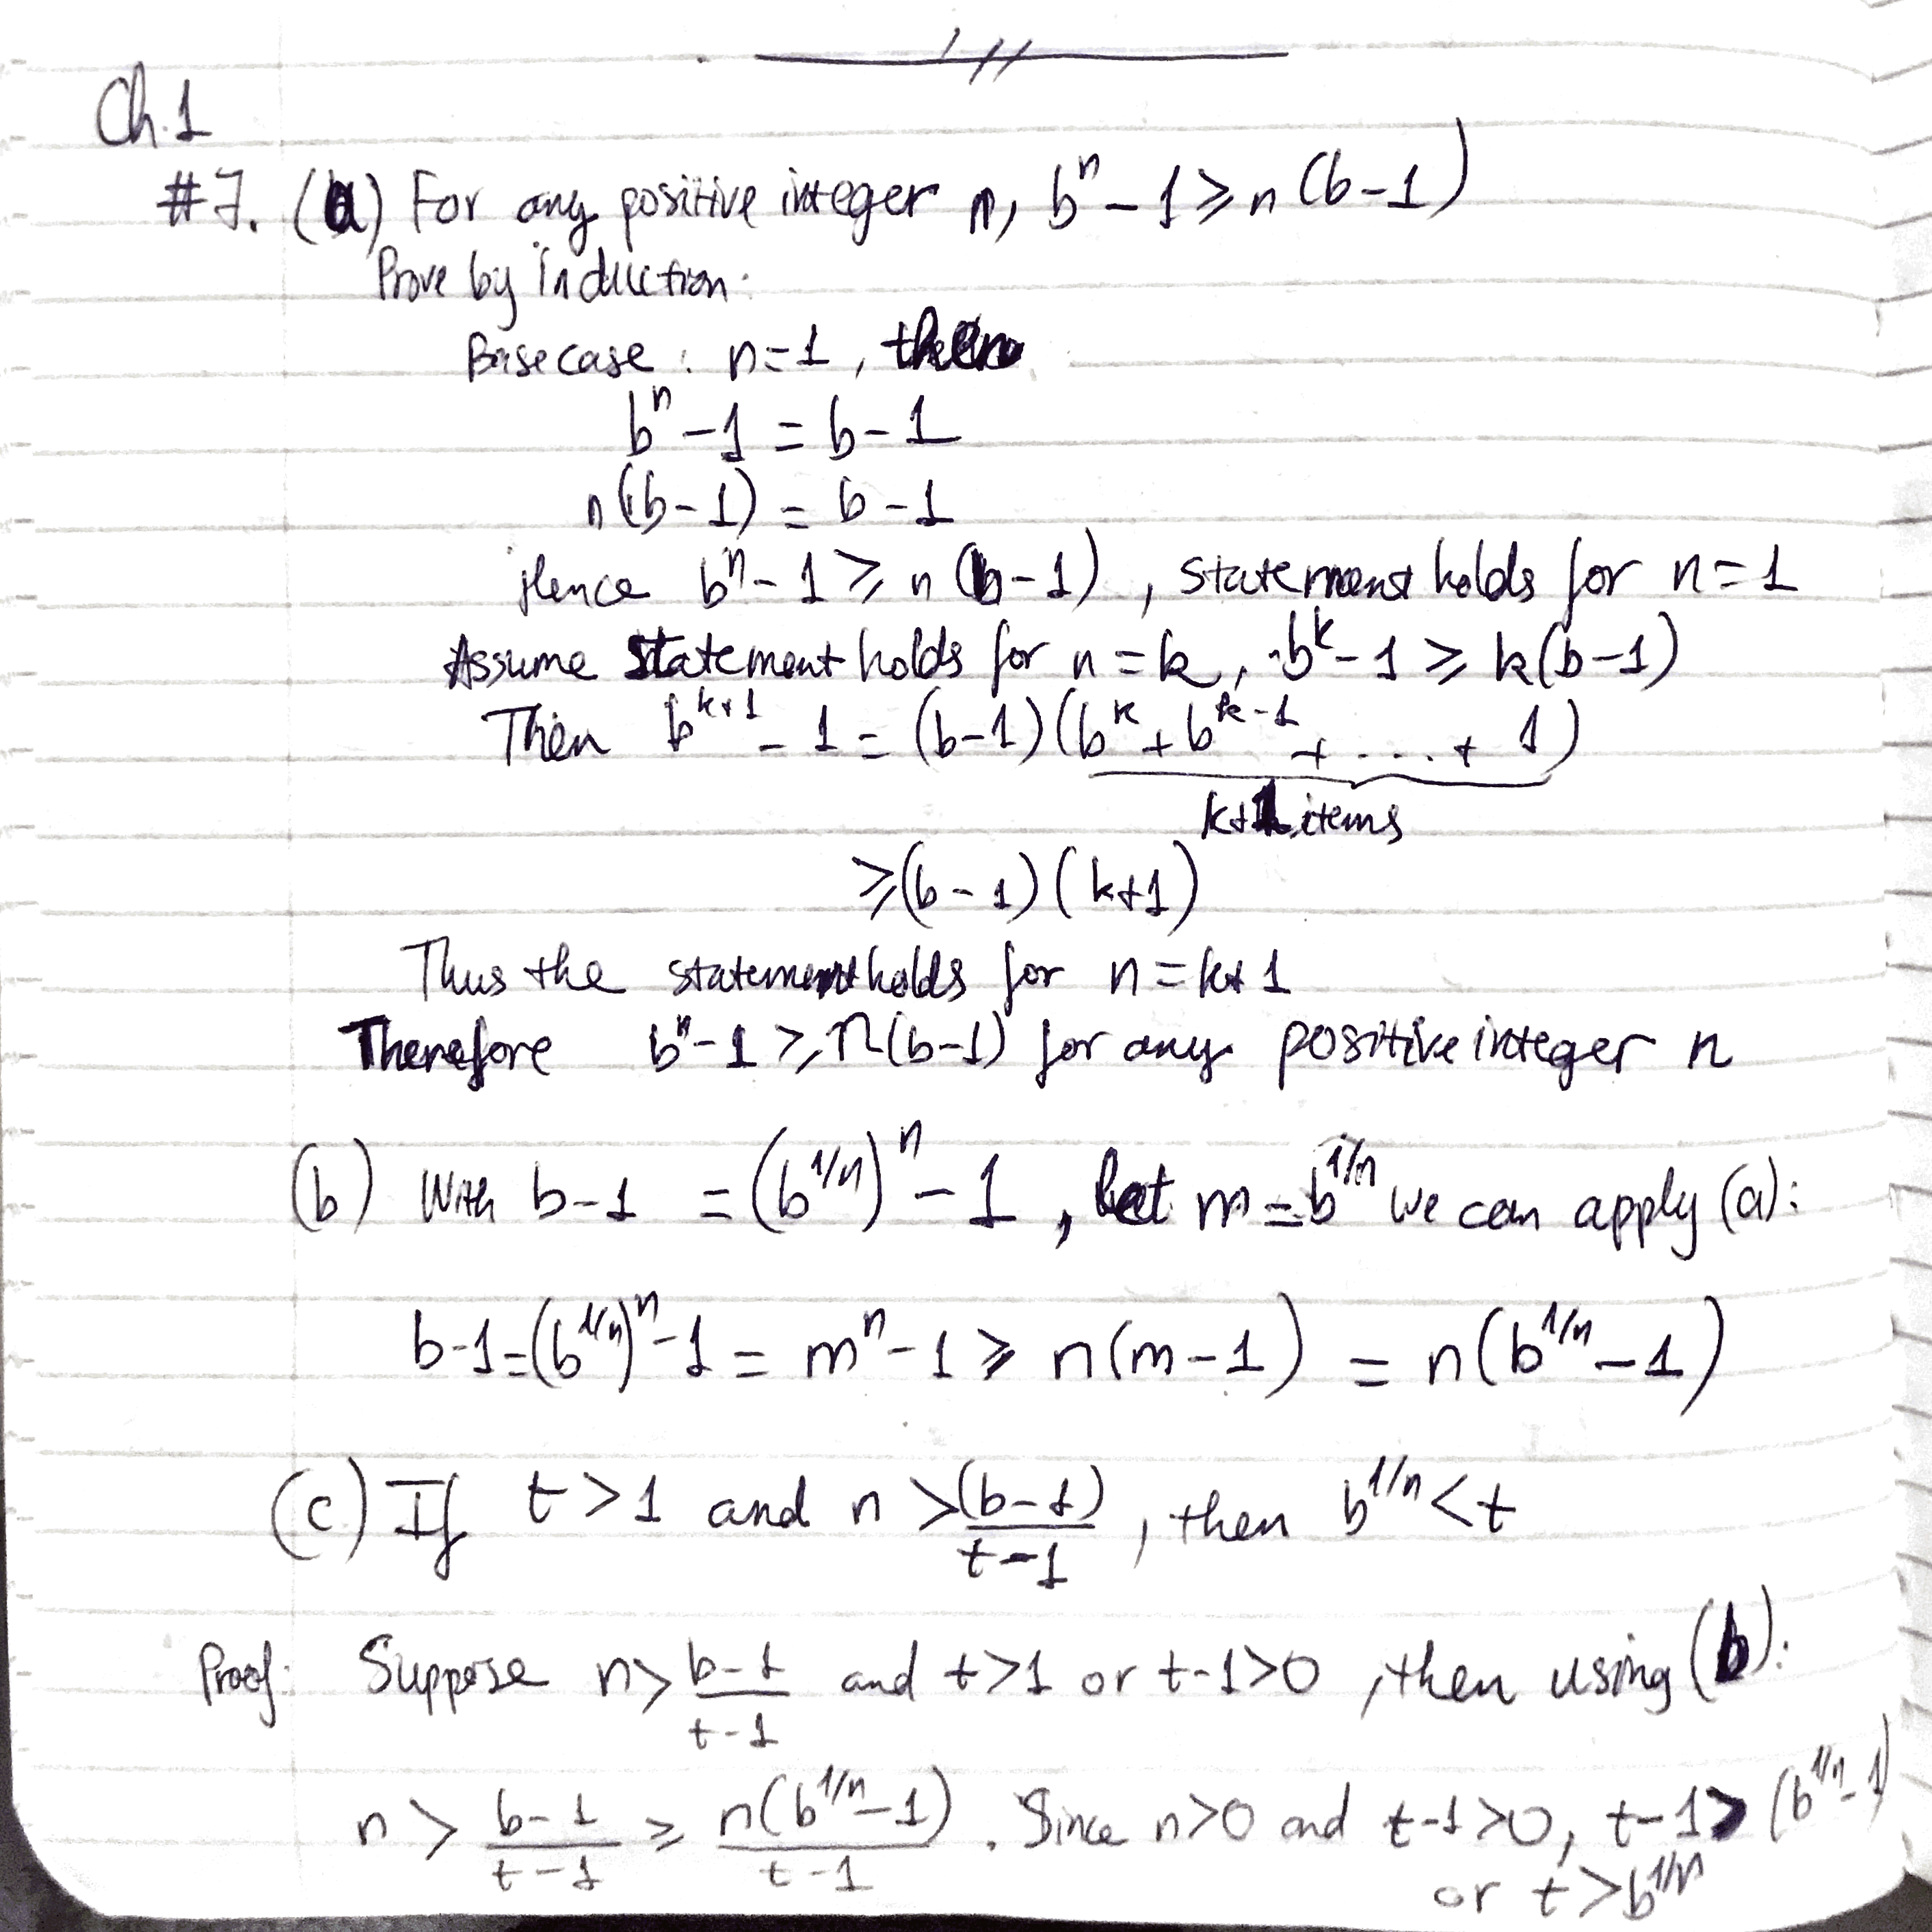 Ch.1
#7. (a) For any positive integer n, bⁿ - 1 ≥ n(b-1)
Prove by induction:
Base case : n=1, then
bⁿ - 1 = b - 1
n(b-1) = b - 1
Hence bⁿ - 1 ≥ n(b-1), statement holds for n=1
Assume statement holds for n=k, bᵏ - 1 ≥ k(b-1)
Then bᵏ⁺¹ - 1 = (b-1)(bᵏ + bᵏ⁻¹ + .... + 1)
k+1 items
≥ (b-1)(k+1)
Thus the statement holds for n=k+1
Therefore bⁿ-1 ≥ n(b-1) for any positive integer n
(b) With b-1 = (b^{1/n})ⁿ - 1, let m = b^{1/n} we can apply (a):
b-1 = (b^{1/n})ⁿ - 1 = mⁿ - 1 ≥ n(m-1) = n(b^{1/n} - 1)
(c) If t > 1 and n > (b-1)/(t-1), then b^{1/n} < t
Proof: Suppose n > (b-1)/(t-1) and t>1 or t-1>0, then using (b):
n > (b-1)/(t-1) ≥ n(b^{1/n} - 1)/(t-1). Since n>0 and t-1>0, t-1 > (b^{1/n} - 1)
or t > b^{1/n}